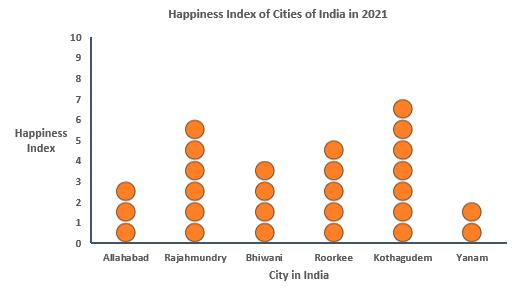 Happiness Index of Cities of India in 2021
10
9
8
7
6
5
4
3
2
1
0
Happiness
Index
Allahabad Rajahmundry Bhiwani Roorkee Kothagudem Yanam
City in India